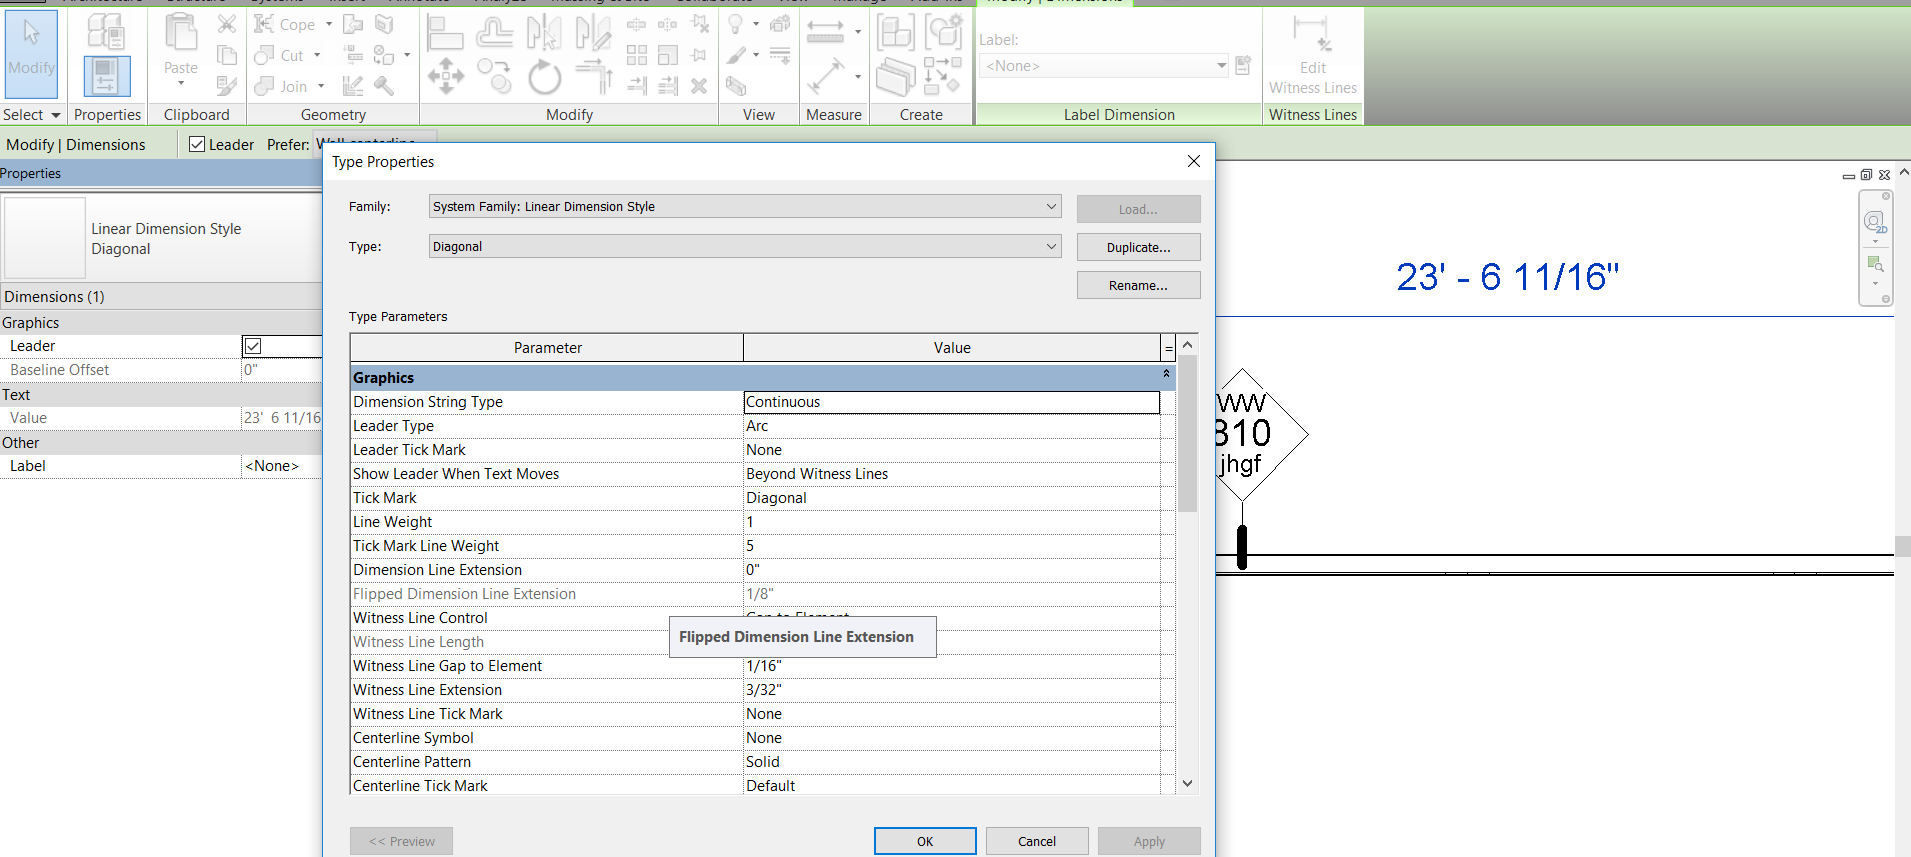 Modify | Dimensions
Modify
Paste
Cope
Cut
Join
Label:
<None>
Edit
Witness Lines
Select
Properties
Clipboard
Geometry
Modify
View
Measure
Create
Label Dimension
Witness Lines
Modify | Dimensions
Leader
Prefer:
Properties
Linear Dimension Style
Diagonal
Dimensions (1)
Graphics
Leader
Baseline Offset 0"
Text
Value 23' 6 11/16
Other
Label <None>
Type Properties
Family: System Family: Linear Dimension Style Load...
Type: Diagonal Duplicate...
Rename...
Type Parameters
Parameter Value =
Graphics
Dimension String Type Continuous
Leader Type Arc
Leader Tick Mark None
Show Leader When Text Moves Beyond Witness Lines
Tick Mark Diagonal
Line Weight 1
Tick Mark Line Weight 5
Dimension Line Extension 0"
Flipped Dimension Line Extension 1/8"
Witness Line Control
Flipped Dimension Line Extension
Witness Line Length
Witness Line Gap to Element 1/16"
Witness Line Extension 3/32"
Witness Line Tick Mark None
Centerline Symbol None
Centerline Pattern Solid
Centerline Tick Mark Default
<< Preview OK Cancel Apply
2D
23' - 6 11/16"
WW
810
jhgf